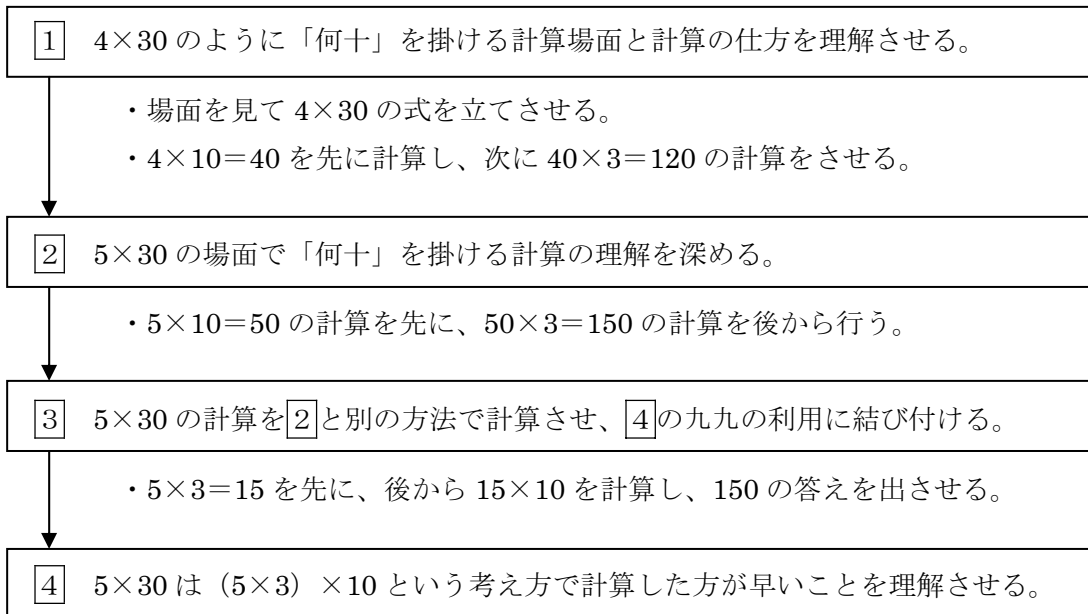 1 4×30 のように「何十」を掛ける計算場面と計算の仕方を理解させる。
・場面を見て 4×30 の式を立てさせる。
・4×10=40 を先に計算し、次に 40×3=120 の計算をさせる。
2 5×30 の場面で「何十」を掛ける計算の理解を深める。
・5×10=50 の計算を先に、50×3=150 の計算を後から行う。
3 5×30 の計算を2と別の方法で計算させ、4の九九の利用に結び付ける。
・5×3=15 を先に、後から 15×10 を計算し、150 の答えを出させる。
4 5×30 は(5×3)×10 という考え方で計算した方が早いことを理解させる。